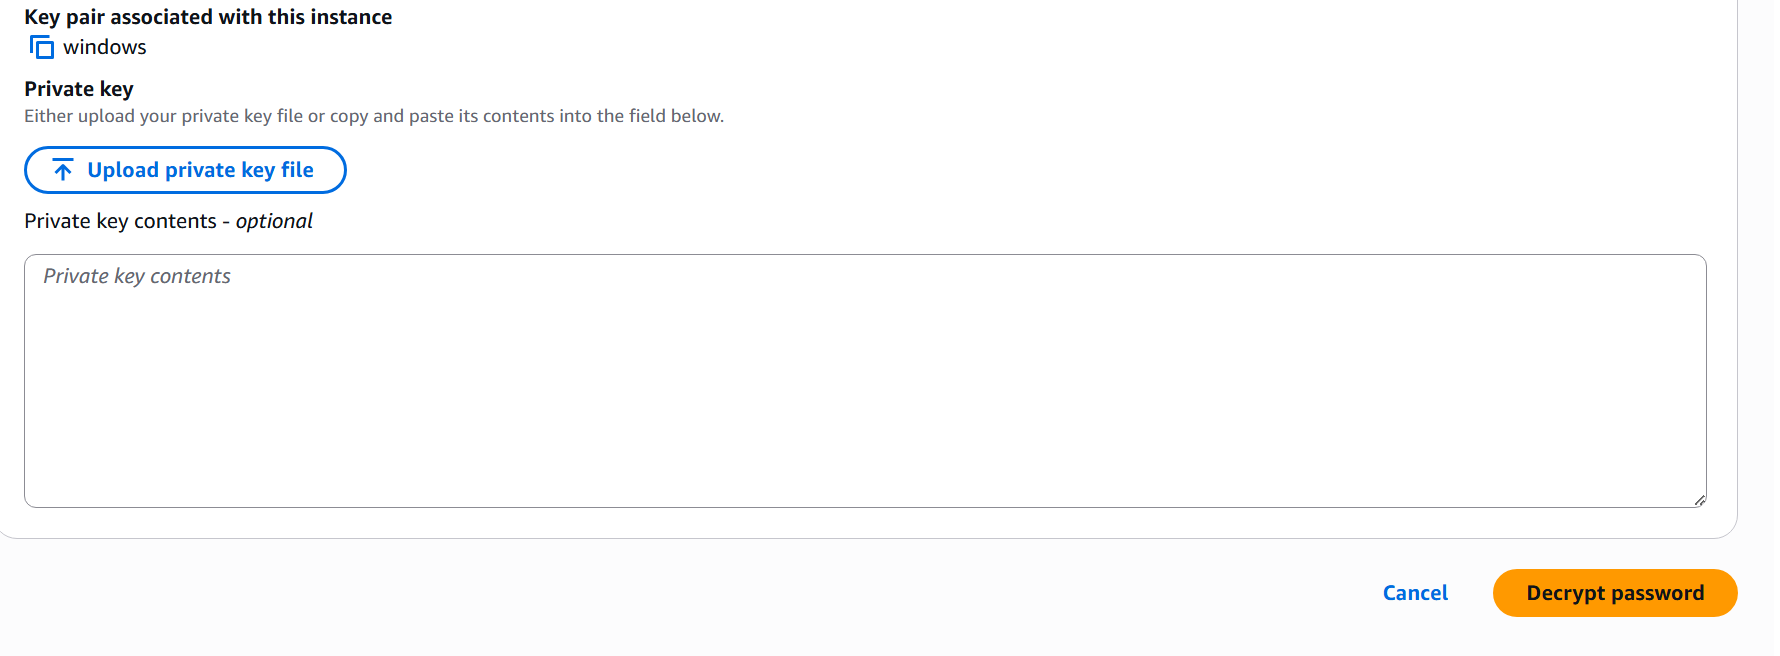 Key pair associated with this instance
windows
Private key
Either upload your private key file or copy and paste its contents into the field below.
Upload private key file
Private key contents - optional
Private key contents
Cancel
Decrypt password